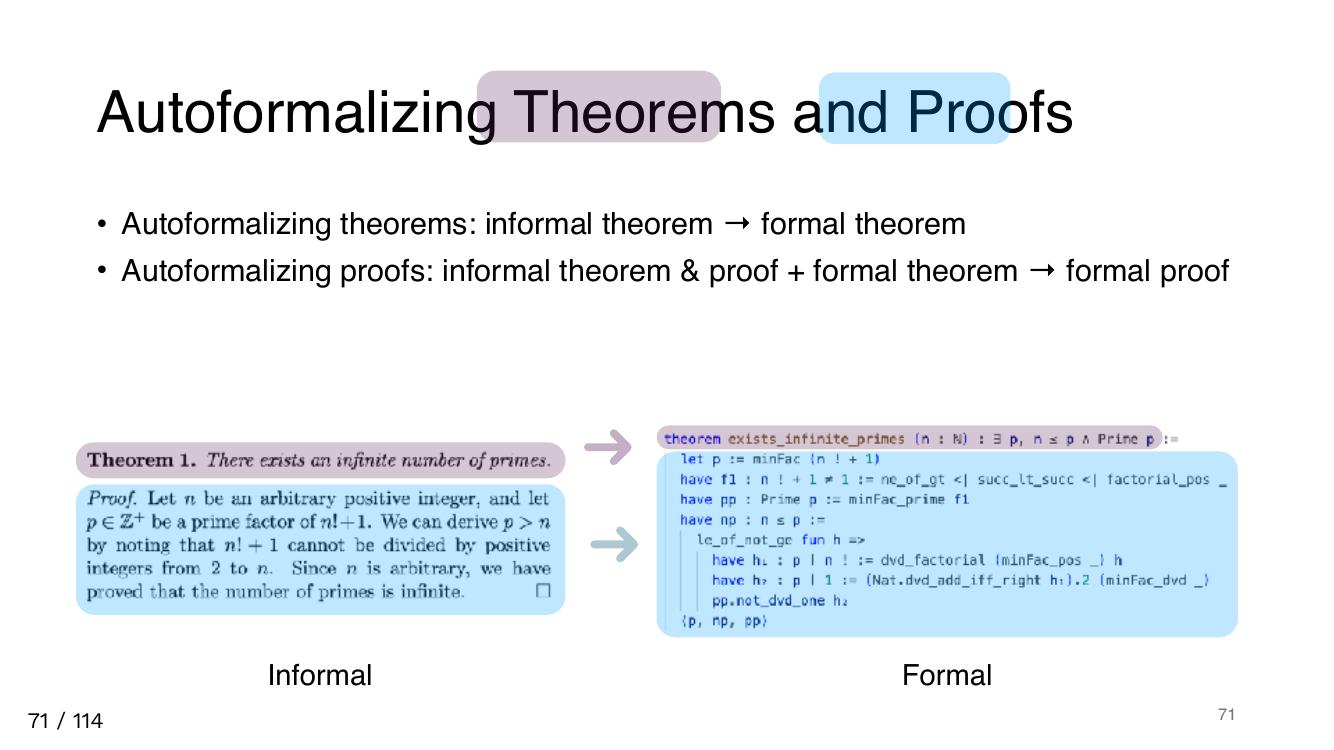 Autoformalizing Theorems and Proofs
• Autoformalizing theorems: informal theorem → formal theorem
• Autoformalizing proofs: informal theorem & proof + formal theorem → formal proof
Theorem 1. There exists an infinite number of primes.
Proof. Let n be an arbitrary positive integer, and let
p ∈ ℤ⁺ be a prime factor of n!+1. We can derive p > n
by noting that n! + 1 cannot be divided by positive
integers from 2 to n. Since n is arbitrary, we have
proved that the number of primes is infinite. □
Informal
theorem exists_infinite_primes (n : ℕ) : ∃ p, n ≤ p ∧ Prime p :=
let p := minFac (n ! + 1)
have f1 : n ! + 1 ≠ 1 := ne_of_gt <| succ_lt_succ <| factorial_pos _
have pp : Prime p := minFac_prime f1
have np : n ≤ p :=
le_of_not_ge fun h =>
have h₁ : p ∣ n ! := dvd_factorial (minFac_pos _) h
have h₂ : p ∣ 1 := (Nat.dvd_add_iff_right h₁).2 (minFac_dvd _)
pp.not_dvd_one h₂
⟨p, np, pp⟩
Formal
71 / 114
71